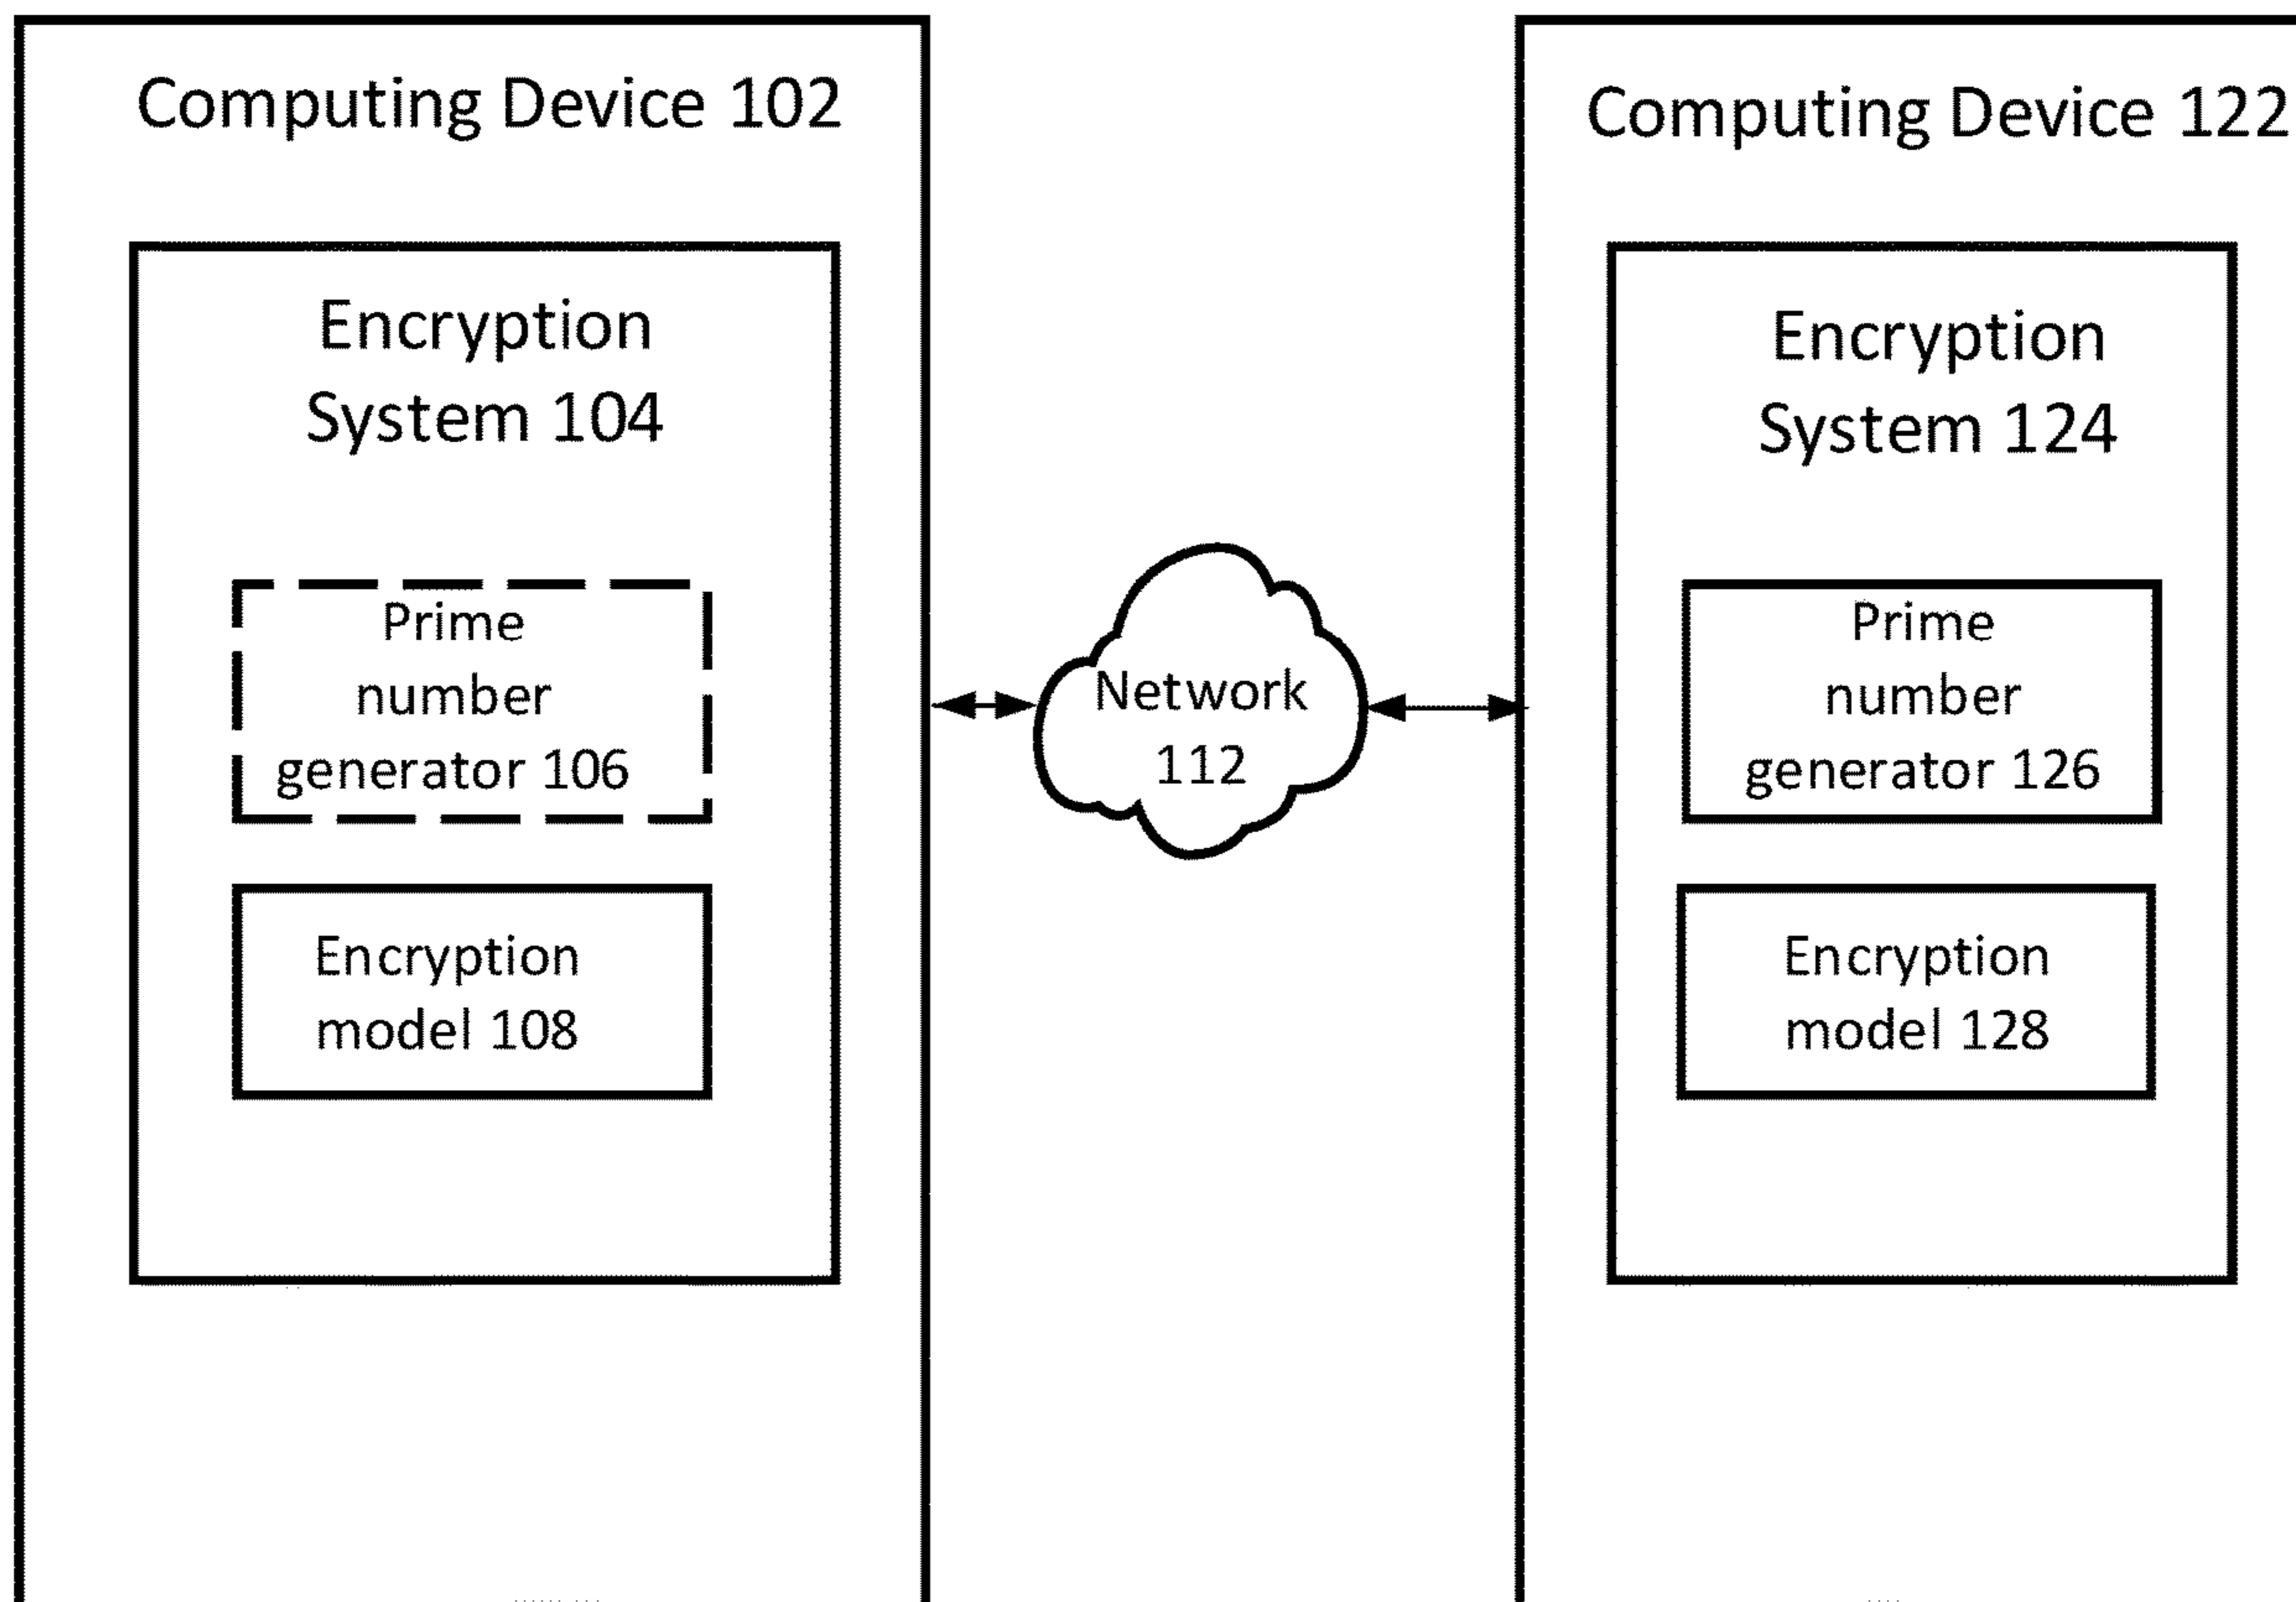 Computing Device 102
Encryption
System 104
Prime
number
generator 106
Encryption
model 108
Network
112
Computing Device 122
Encryption
System 124
Prime
number
generator 126
Encryption
model 128